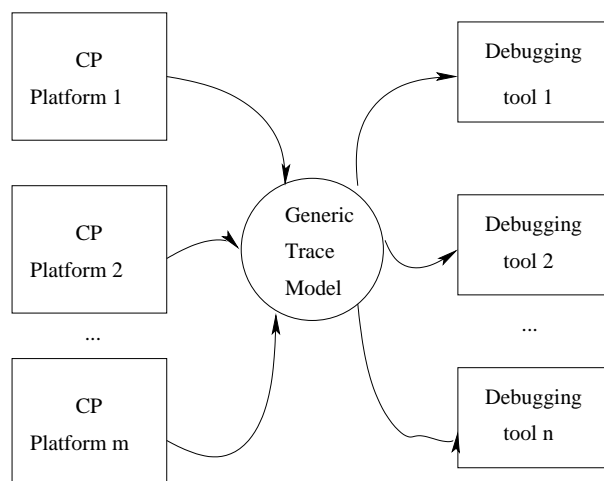 CP
Platform 1
CP
Platform 2
...
CP
Platform m
Generic
Trace
Model
Debugging
tool 1
Debugging
tool 2
...
Debugging
tool n